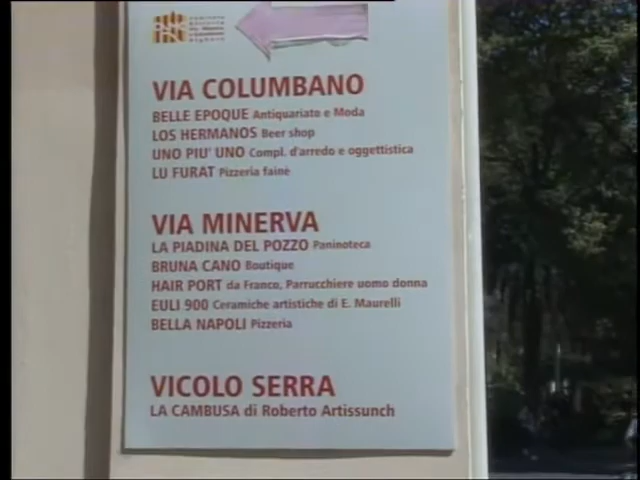 VIA COLUMBANO
BELLE EPOQUE Antiquariato e Moda
LOS HERMANOS Beer shop
UNO PIU' UNO Compl. d'arredo e oggettistica
LU FURAT Pizzeria fainè
VIA MINERVA
LA PIADINA DEL POZZO Paninoteca
BRUNA CANO Boutique
HAIR PORT da Franco, Parrucchiere uomo donna
EULI 900 Ceramiche artistiche di E. Maurelli
BELLA NAPOLI Pizzeria
VICOLO SERRA
LA CAMBUSA di Roberto Artissunch